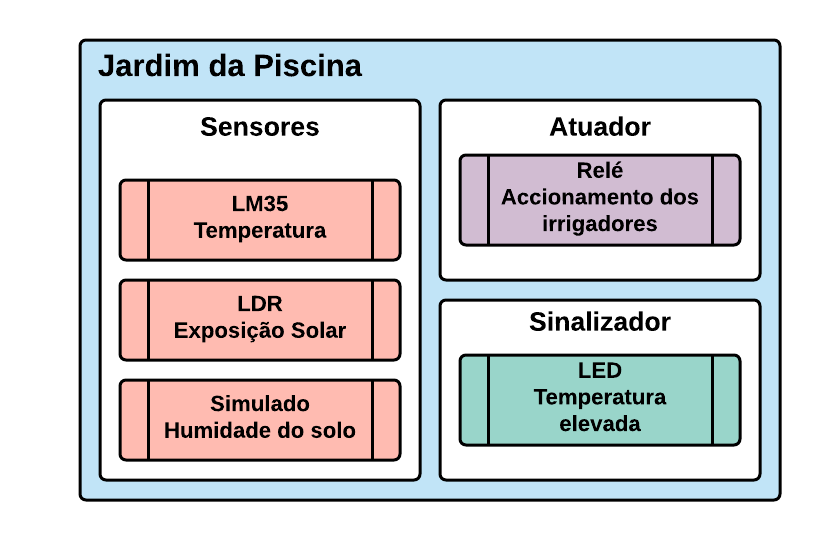 Jardim da Piscina
Sensores
LM35
Temperatura
LDR
Exposição Solar
Simulado
Humidade do solo
Atuador
Relé
Accionamento dos
irrigadores
Sinalizador
LED
Temperatura
elevada